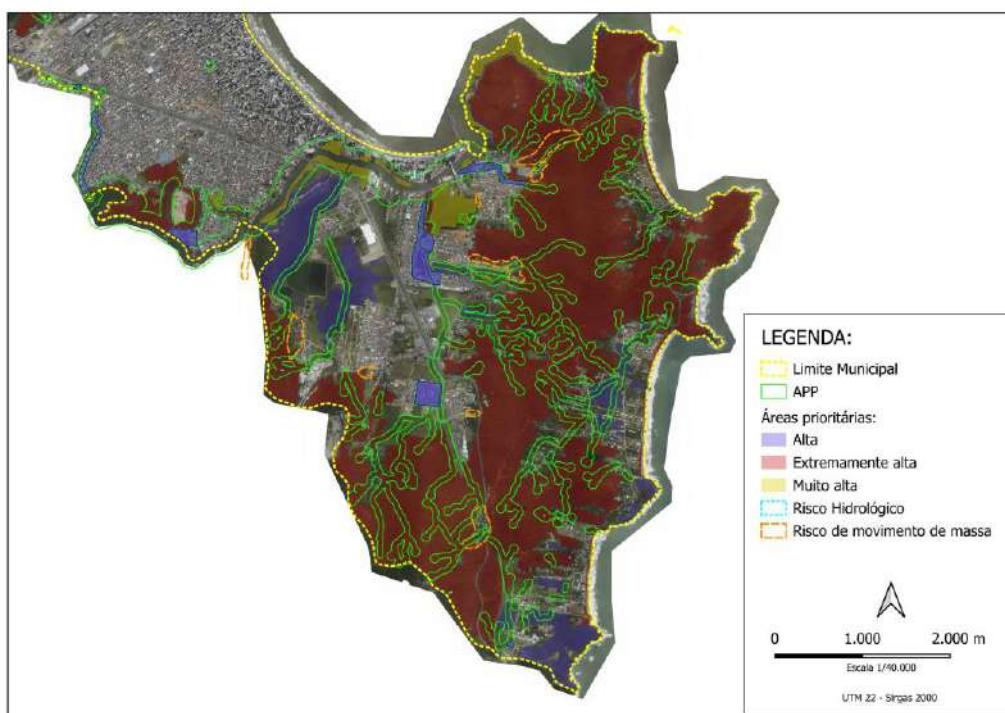 LEGENDA:
Limite Municipal
APP
Áreas prioritárias:
Alta
Extremamente alta
Muito alta
Risco Hidrológico
Risco de movimento de massa
0 1.000 2.000 m
Escala 1/40.000
UTM 22 - Sirgas 2000